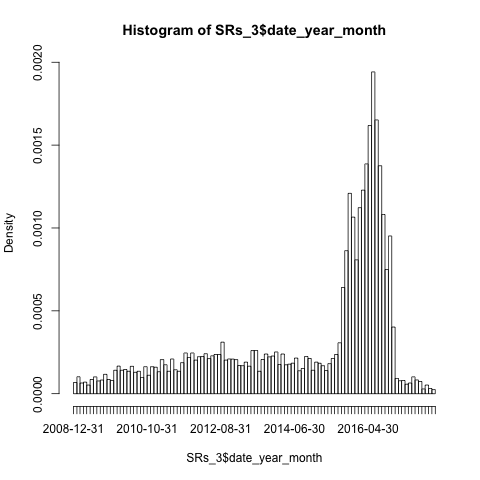 Histogram of SRs_3$date_year_month
Density
0.0020
0.0015
0.0010
0.0005
0.0000
2008-12-31 2010-10-31 2012-08-31 2014-06-30 2016-04-30
SRs_3$date_year_month